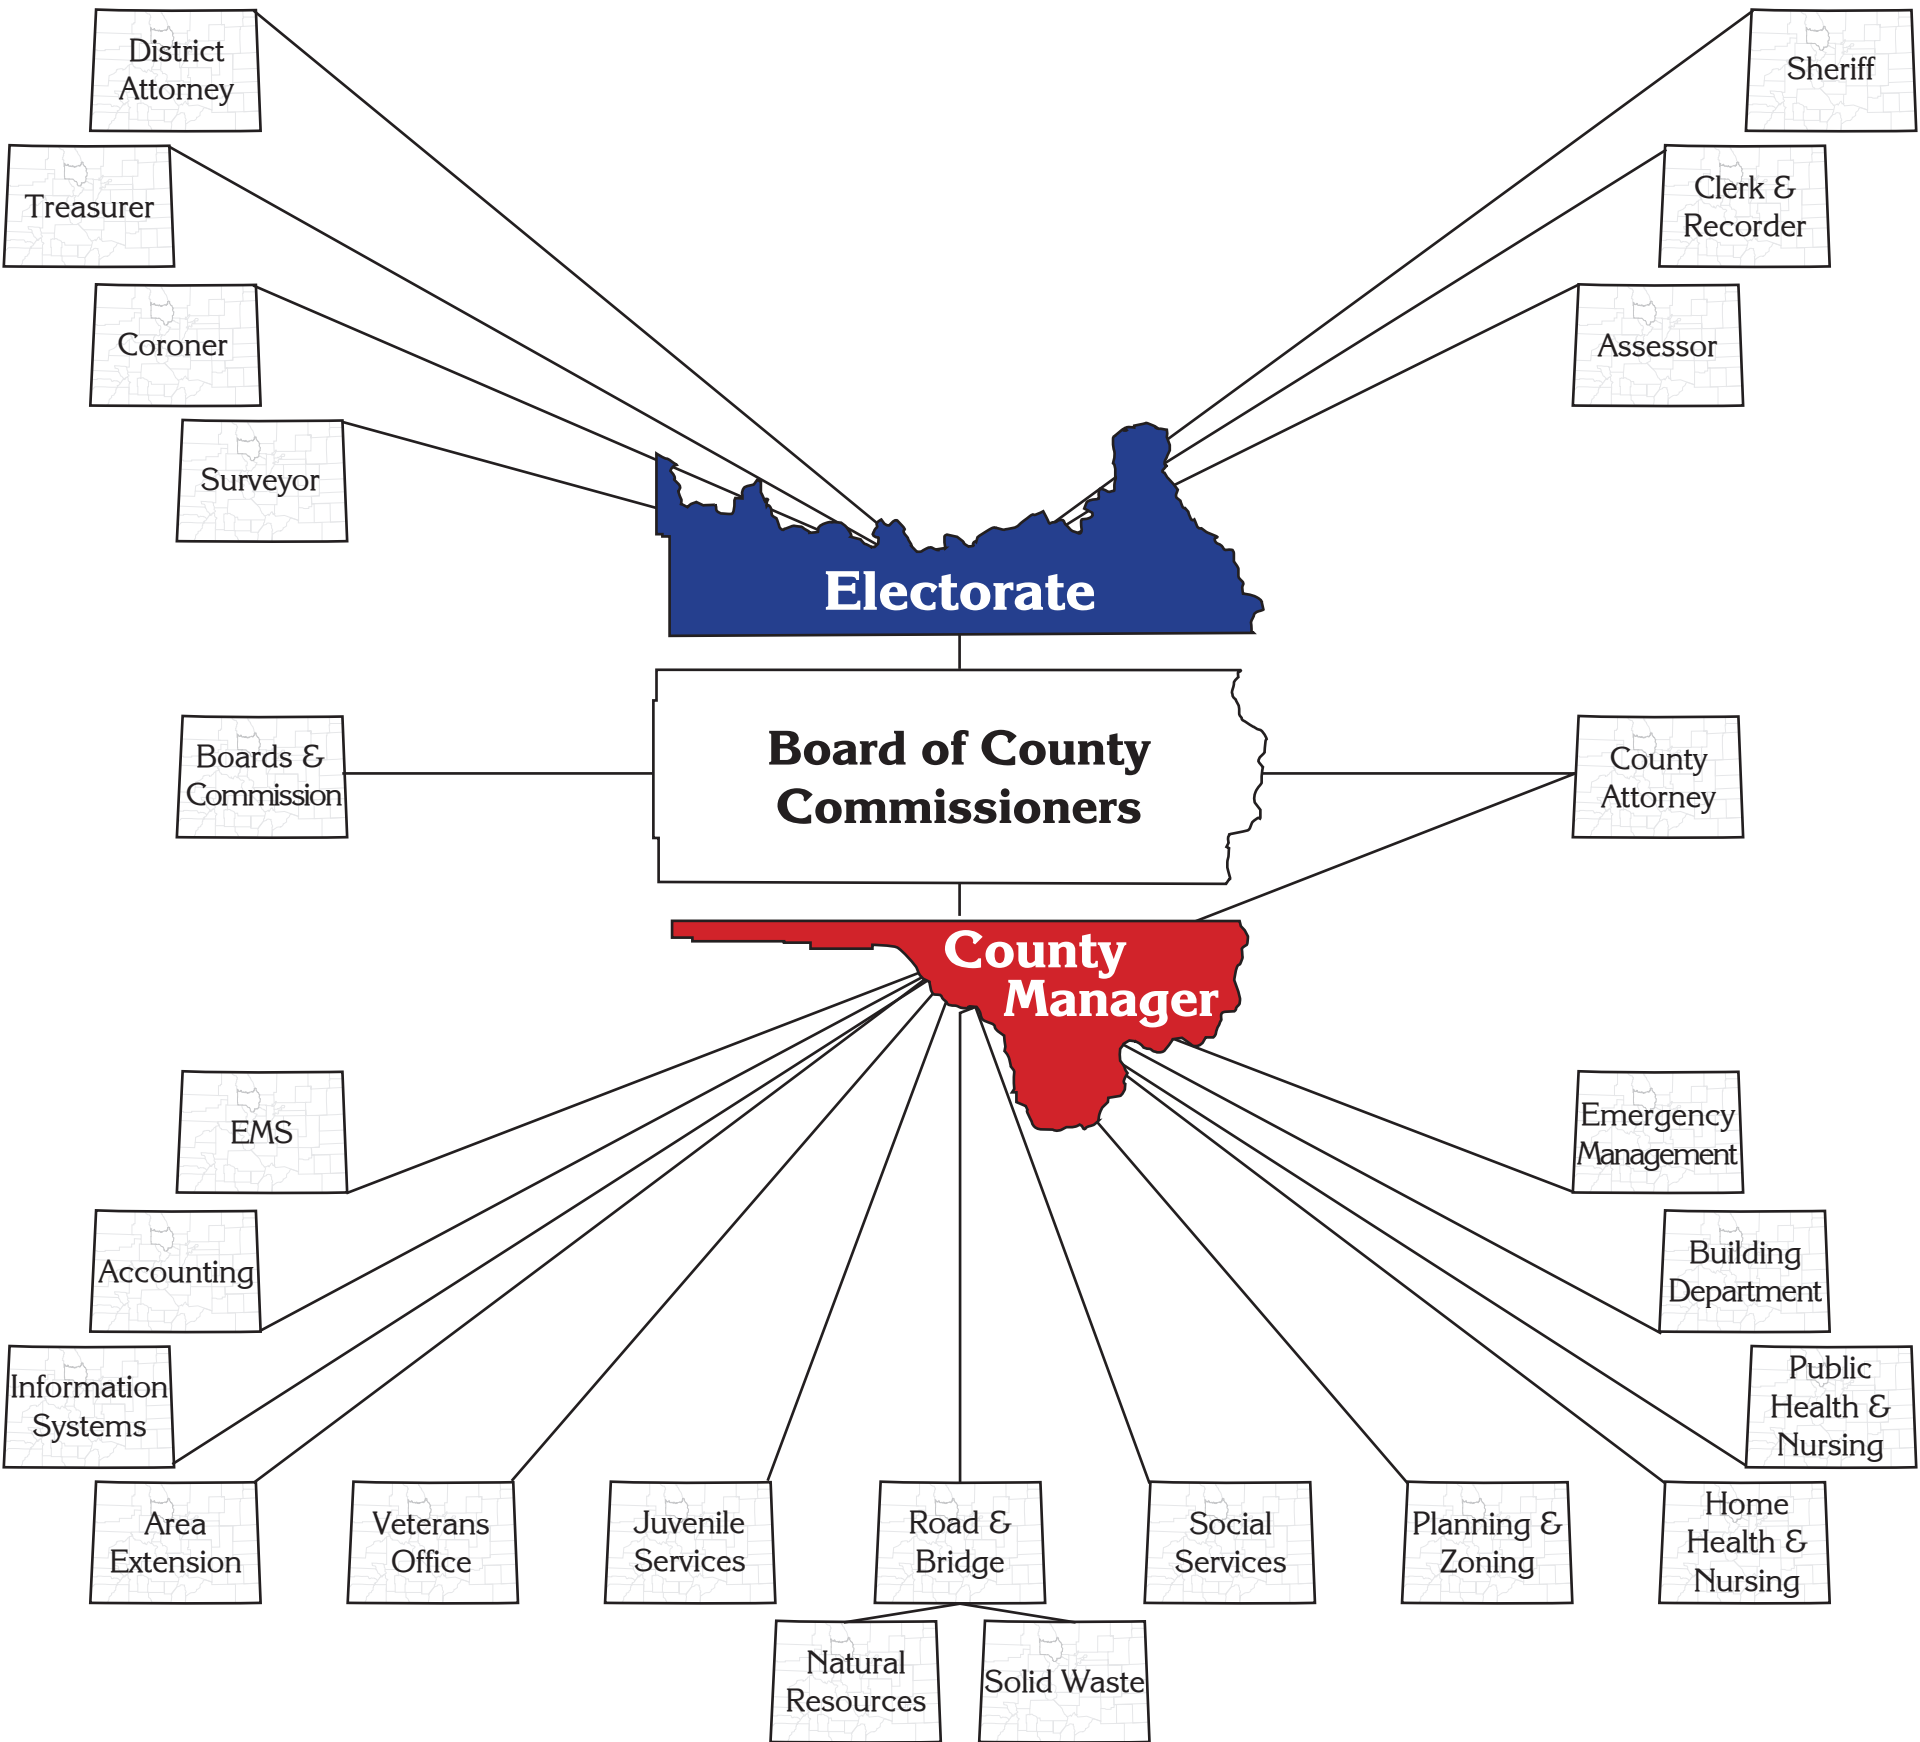 District
Attorney
Sheriff
Treasurer
Clerk &
Recorder
Coroner
Assessor
Surveyor
Electorate
Boards &
Commission
Board of County
Commissioners
County
Attorney
County
Manager
EMS
Emergency
Management
Accounting
Building
Department
Information
Systems
Public
Health &
Nursing
Area
Extension
Veterans
Office
Juvenile
Services
Road &
Bridge
Social
Services
Planning &
Zoning
Home
Health &
Nursing
Natural
Resources
Solid Waste